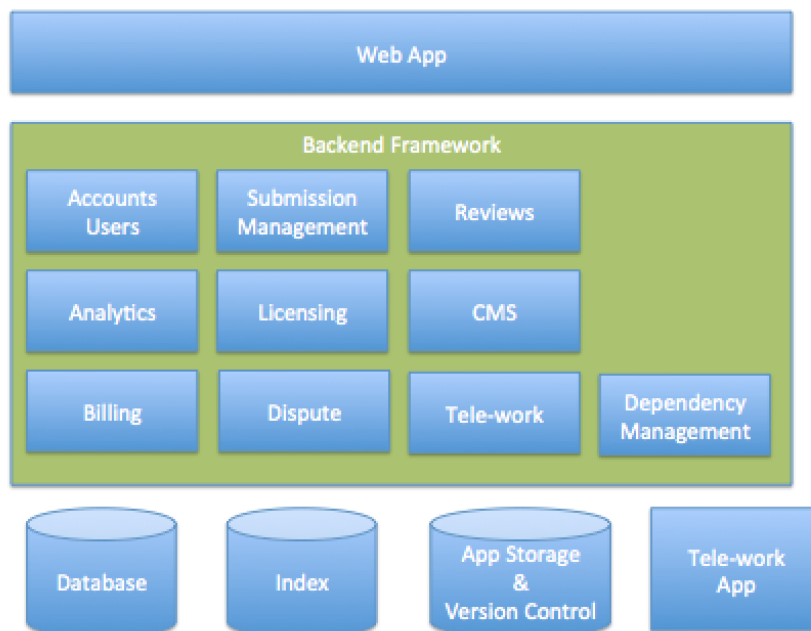 Web App
Backend Framework
Accounts
Users
Submission
Management
Reviews
Analytics
Licensing
CMS
Billing
Dispute
Tele-work
Dependency
Management
Database
Index
App Storage
&
Version Control
Tele-work
App